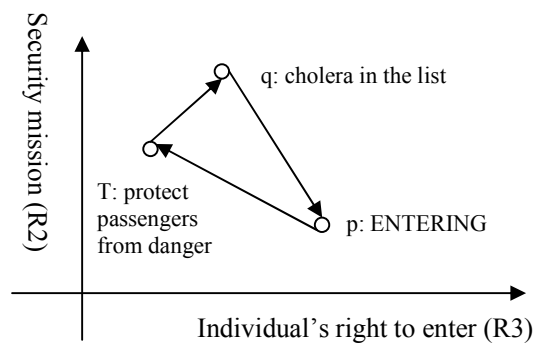 Security mission (R2)
q: cholera in the list
T: protect
passengers
from danger
p: ENTERING
Individual’s right to enter (R3)